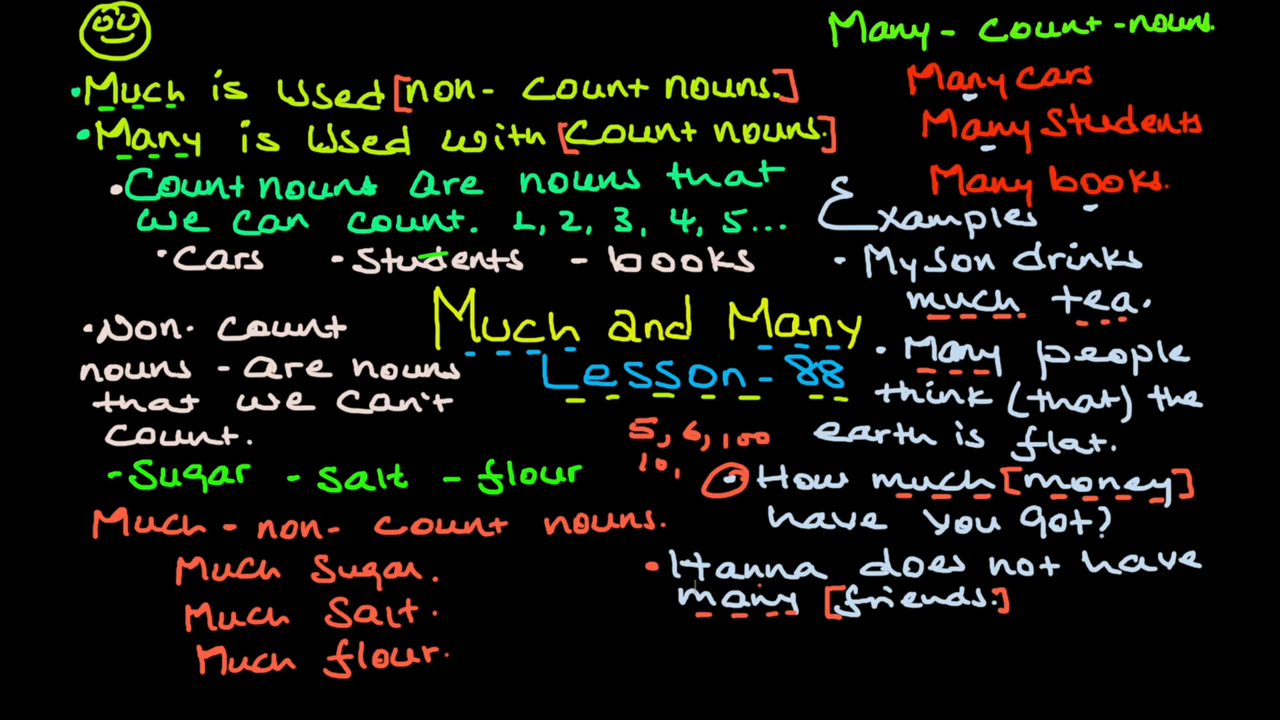 • Much is used [non- count nouns.]
• Many is used with [count nouns.]
• Count nouns are nouns that
we can count. 1, 2, 3, 4, 5...
• Cars • Students - books
• Non- count
nouns - are nouns
that we can't
count.
- Sugar - salt - flour
Much - non- count nouns.
Much Sugar.
Much Salt.
Much flour.
Much and Many
Lesson - 88
5, 6, 100
10,
Many - count - nouns.
Many cars
Many Students
Many books.
Examples
• My son drinks
much tea.
• Many people
think (that) the
earth is flat.
• How much [money]
have you got?
• Hanna does not have
many [friends.]